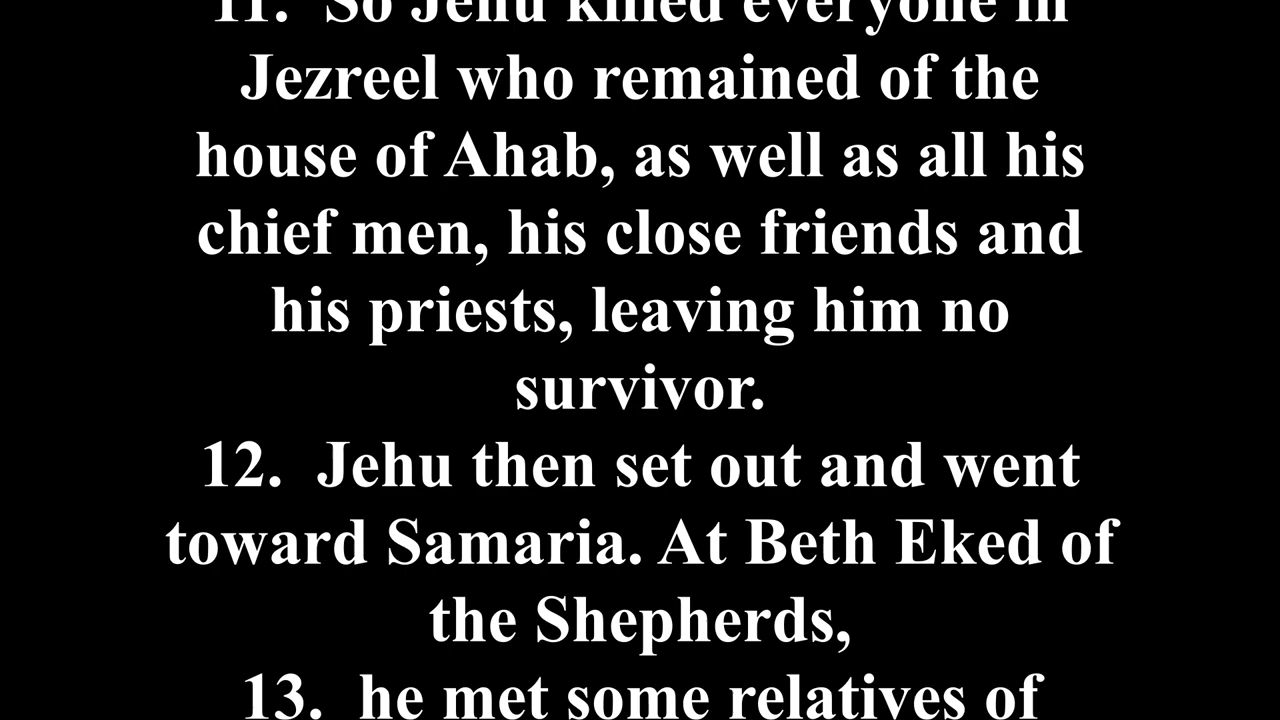 11. So Jehu killed everyone in
Jezreel who remained of the
house of Ahab, as well as all his
chief men, his close friends and
his priests, leaving him no
survivor.
12. Jehu then set out and went
toward Samaria. At Beth Eked of
the Shepherds,
13. he met some relatives of